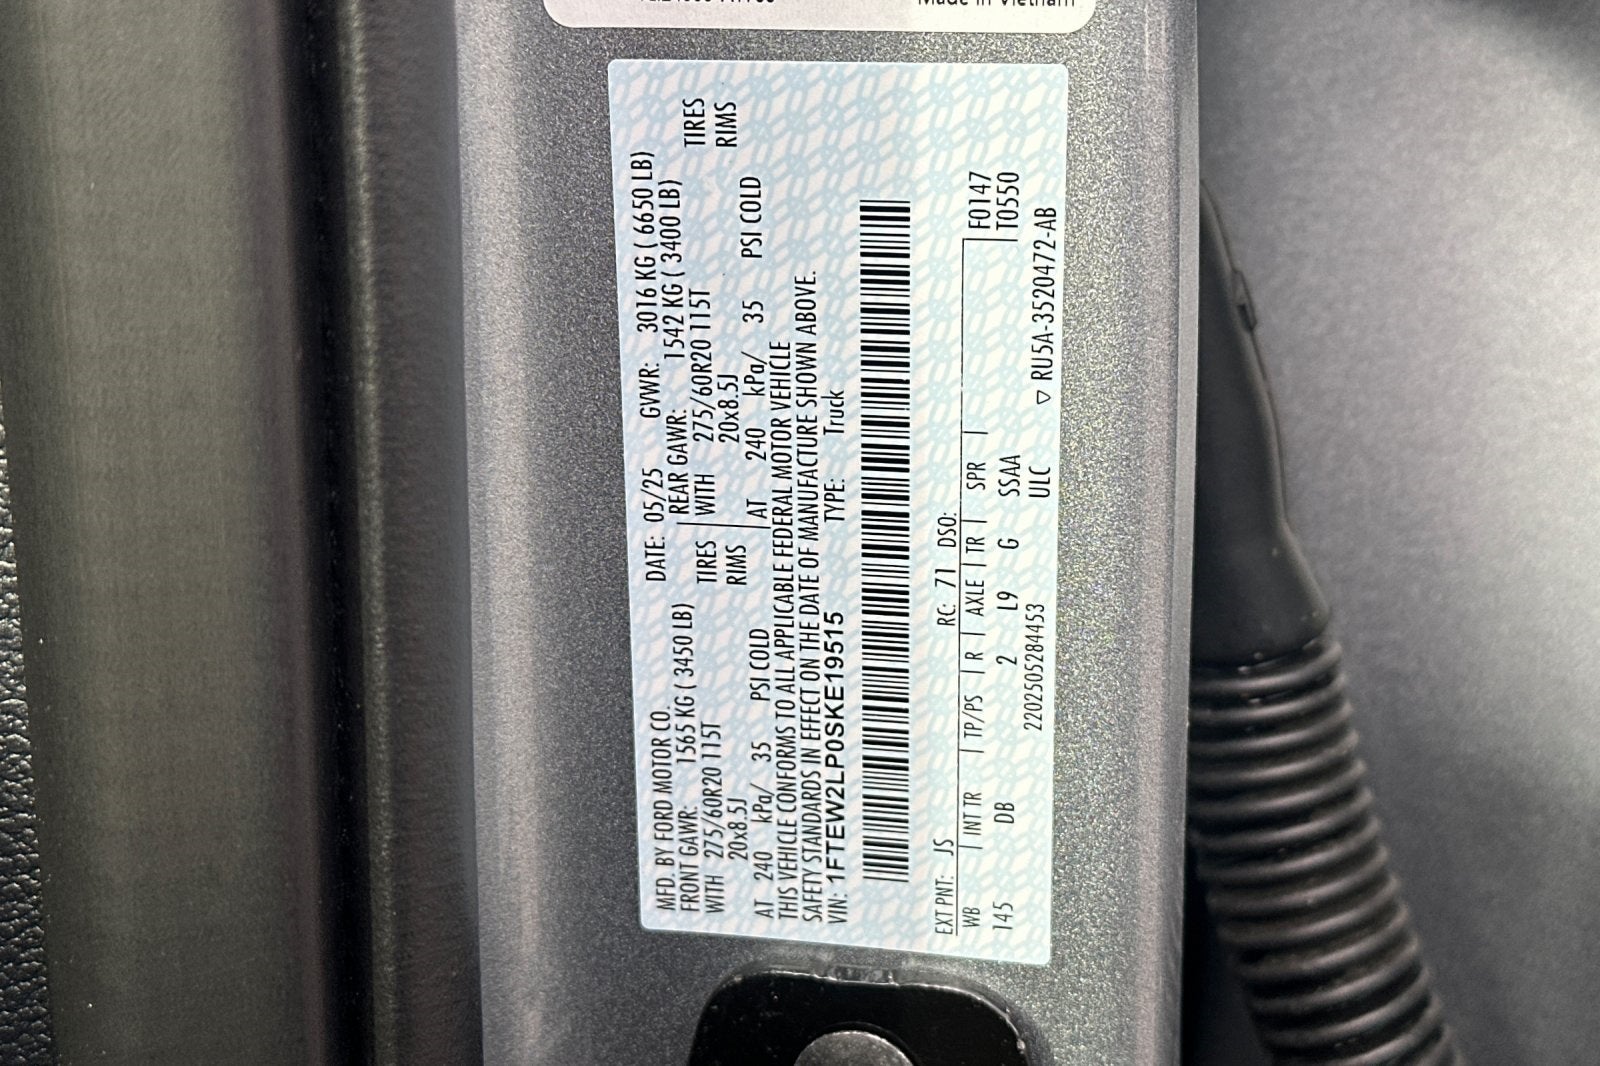 Made in Vietnam
MFD. BY FORD MOTOR CO. DATE: 05/25 GVWR: 3016 KG ( 6650 LB)
FRONT GAWR: 1565 KG ( 3450 LB) REAR GAWR: 1542 KG ( 3400 LB)
WITH 275/60R20 115T TIRES WITH 275/60R20 115T TIRES
20x8.5J RIMS 20x8.5J RIMS
AT 240 kPa/ 35 PSI COLD AT 240 kPa/ 35 PSI COLD
THIS VEHICLE CONFORMS TO ALL APPLICABLE FEDERAL MOTOR VEHICLE
SAFETY STANDARDS IN EFFECT ON THE DATE OF MANUFACTURE SHOWN ABOVE.
VIN: 1FTEW2LP0SKE19515 TYPE: Truck
EXT PNT: JS RC: 71 DSO:
WB INT TR TP/PS R AXLE TR SPR F0147
145 DB 2 L9 G SSAA T0550
2202505284453 ULC ▽ RU5A-3520472-AB